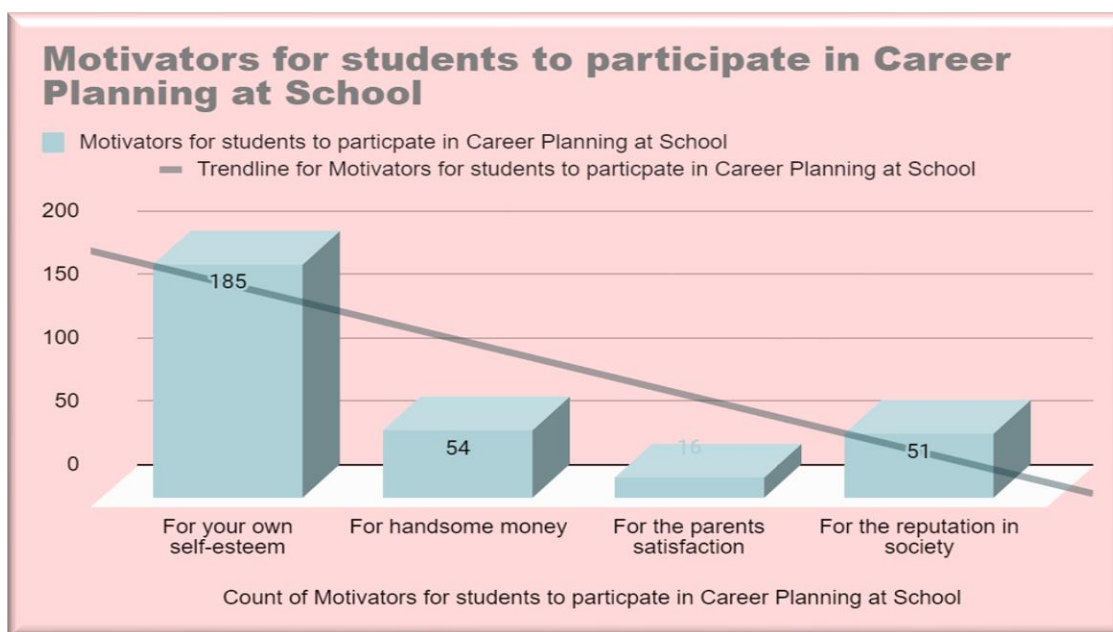 Motivators for students to participate in Career
Planning at School
Motivators for students to particpate in Career Planning at School
Trendline for Motivators for students to particpate in Career Planning at School
200
150
100
50
0
185
54
16
51
For your own
self-esteem
For handsome money
For the parents
satisfaction
For the reputation in
society
Count of Motivators for students to particpate in Career Planning at School